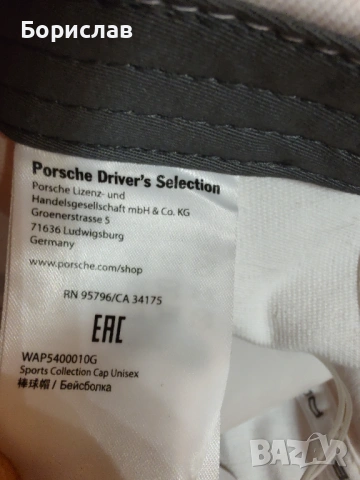 Борислав
Porsche Driver's Selection
Porsche Lizenz- und
Handelsgesellschaft mbH & Co. KG
Groenerstrasse 5
71636 Ludwigsburg
Germany
www.porsche.com/shop
RN 95796/CA 34175
EAC
WAP5400010G
Sports Collection Cap Unisex
棒球帽 / Бейсболка
BAZAR